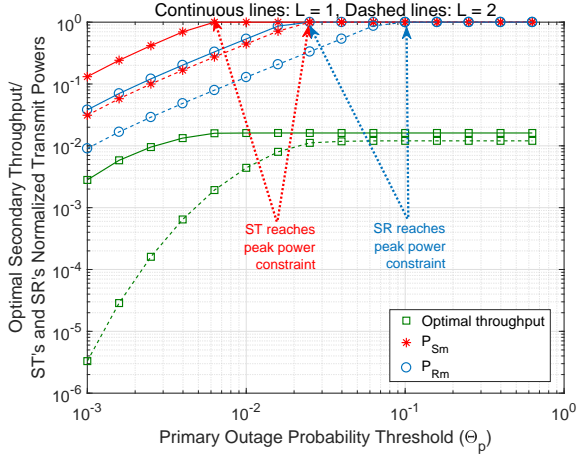 Continuous lines: L = 1, Dashed lines: L = 2
Optimal Secondary Throughput/
ST's and SR's Normalized Transmit Powers
10^0
10^-1
10^-2
10^-3
10^-4
10^-5
10^-6
ST reaches
peak power
constraint
SR reaches
peak power
constraint
Optimal throughput
P_Sm
P_Rm
10^-3
10^-2
10^-1
10^0
Primary Outage Probability Threshold (Θ_p)